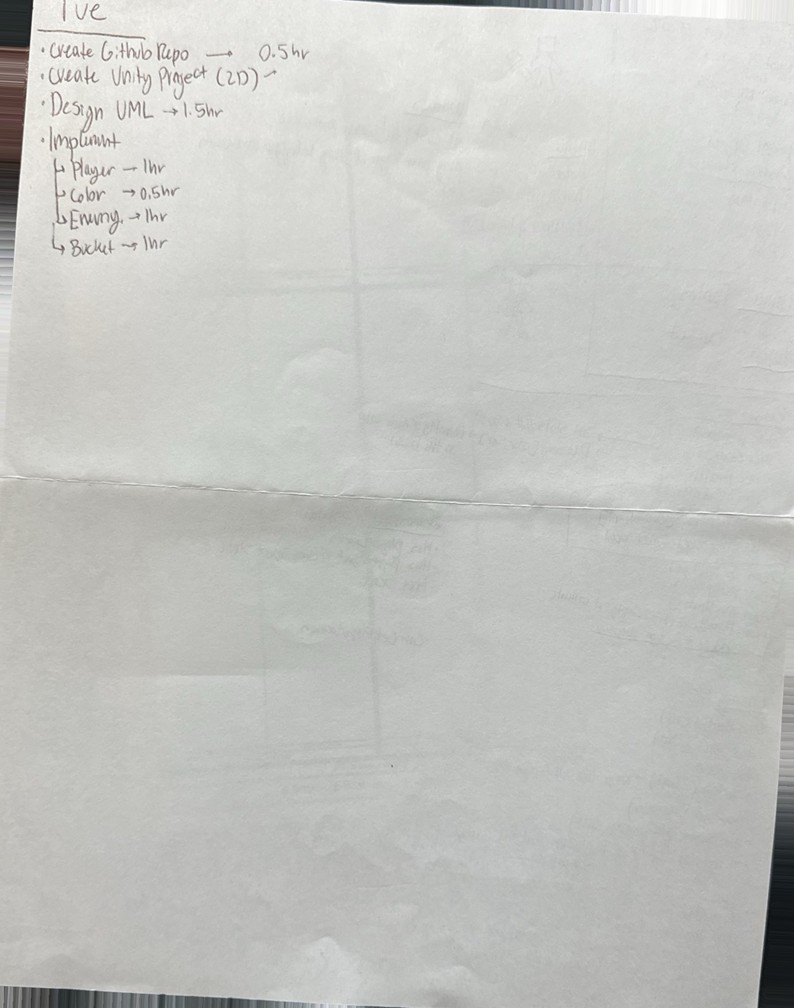 Tue
• Create Github Repo → 0.5hr
• Create Unity Project (2D) →
• Design UML → 1.5hr
• Implemnt
↳ Player → 1hr
↳ Color → 0.5hr
↳ Enemy → 1hr
↳ Bucket → 1hr